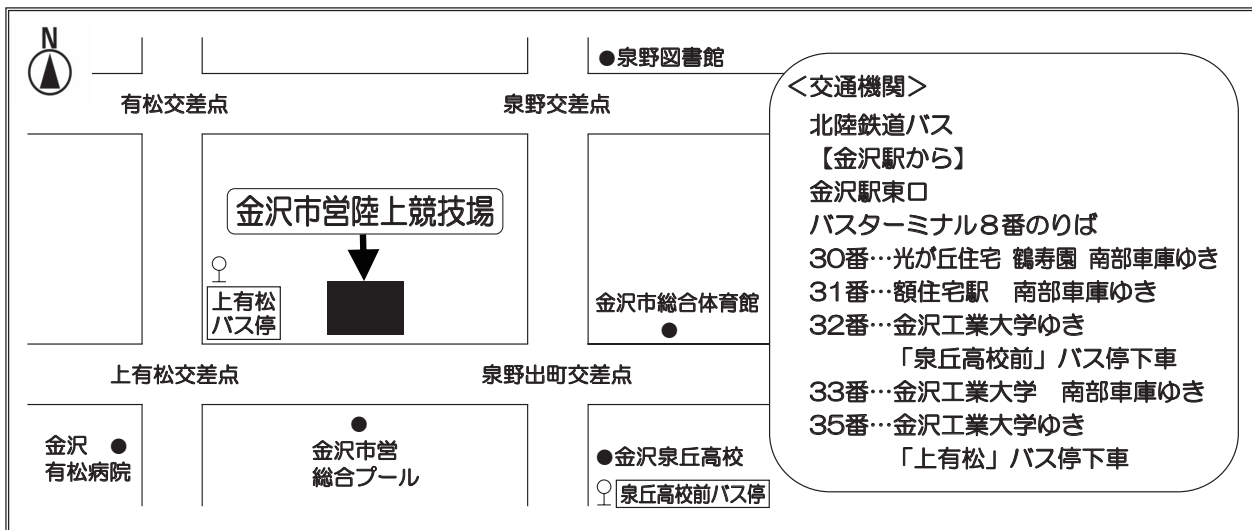 N
●泉野図書館
有松交差点
泉野交差点
金沢市営陸上競技場
上有松
バス停
金沢市総合体育館
上有松交差点
泉野出町交差点
金沢
有松病院
金沢市営
総合プール
●金沢泉丘高校
泉丘高校前バス停
＜交通機関＞
北陸鉄道バス
【金沢駅から】
金沢駅東口
バスターミナル８番のりば
30番…光が丘住宅 鶴寿園 南部車庫ゆき
31番…額住宅駅　南部車庫ゆき
32番…金沢工業大学ゆき
「泉丘高校前」バス停下車
33番…金沢工業大学　南部車庫ゆき
35番…金沢工業大学ゆき
「上有松」バス停下車